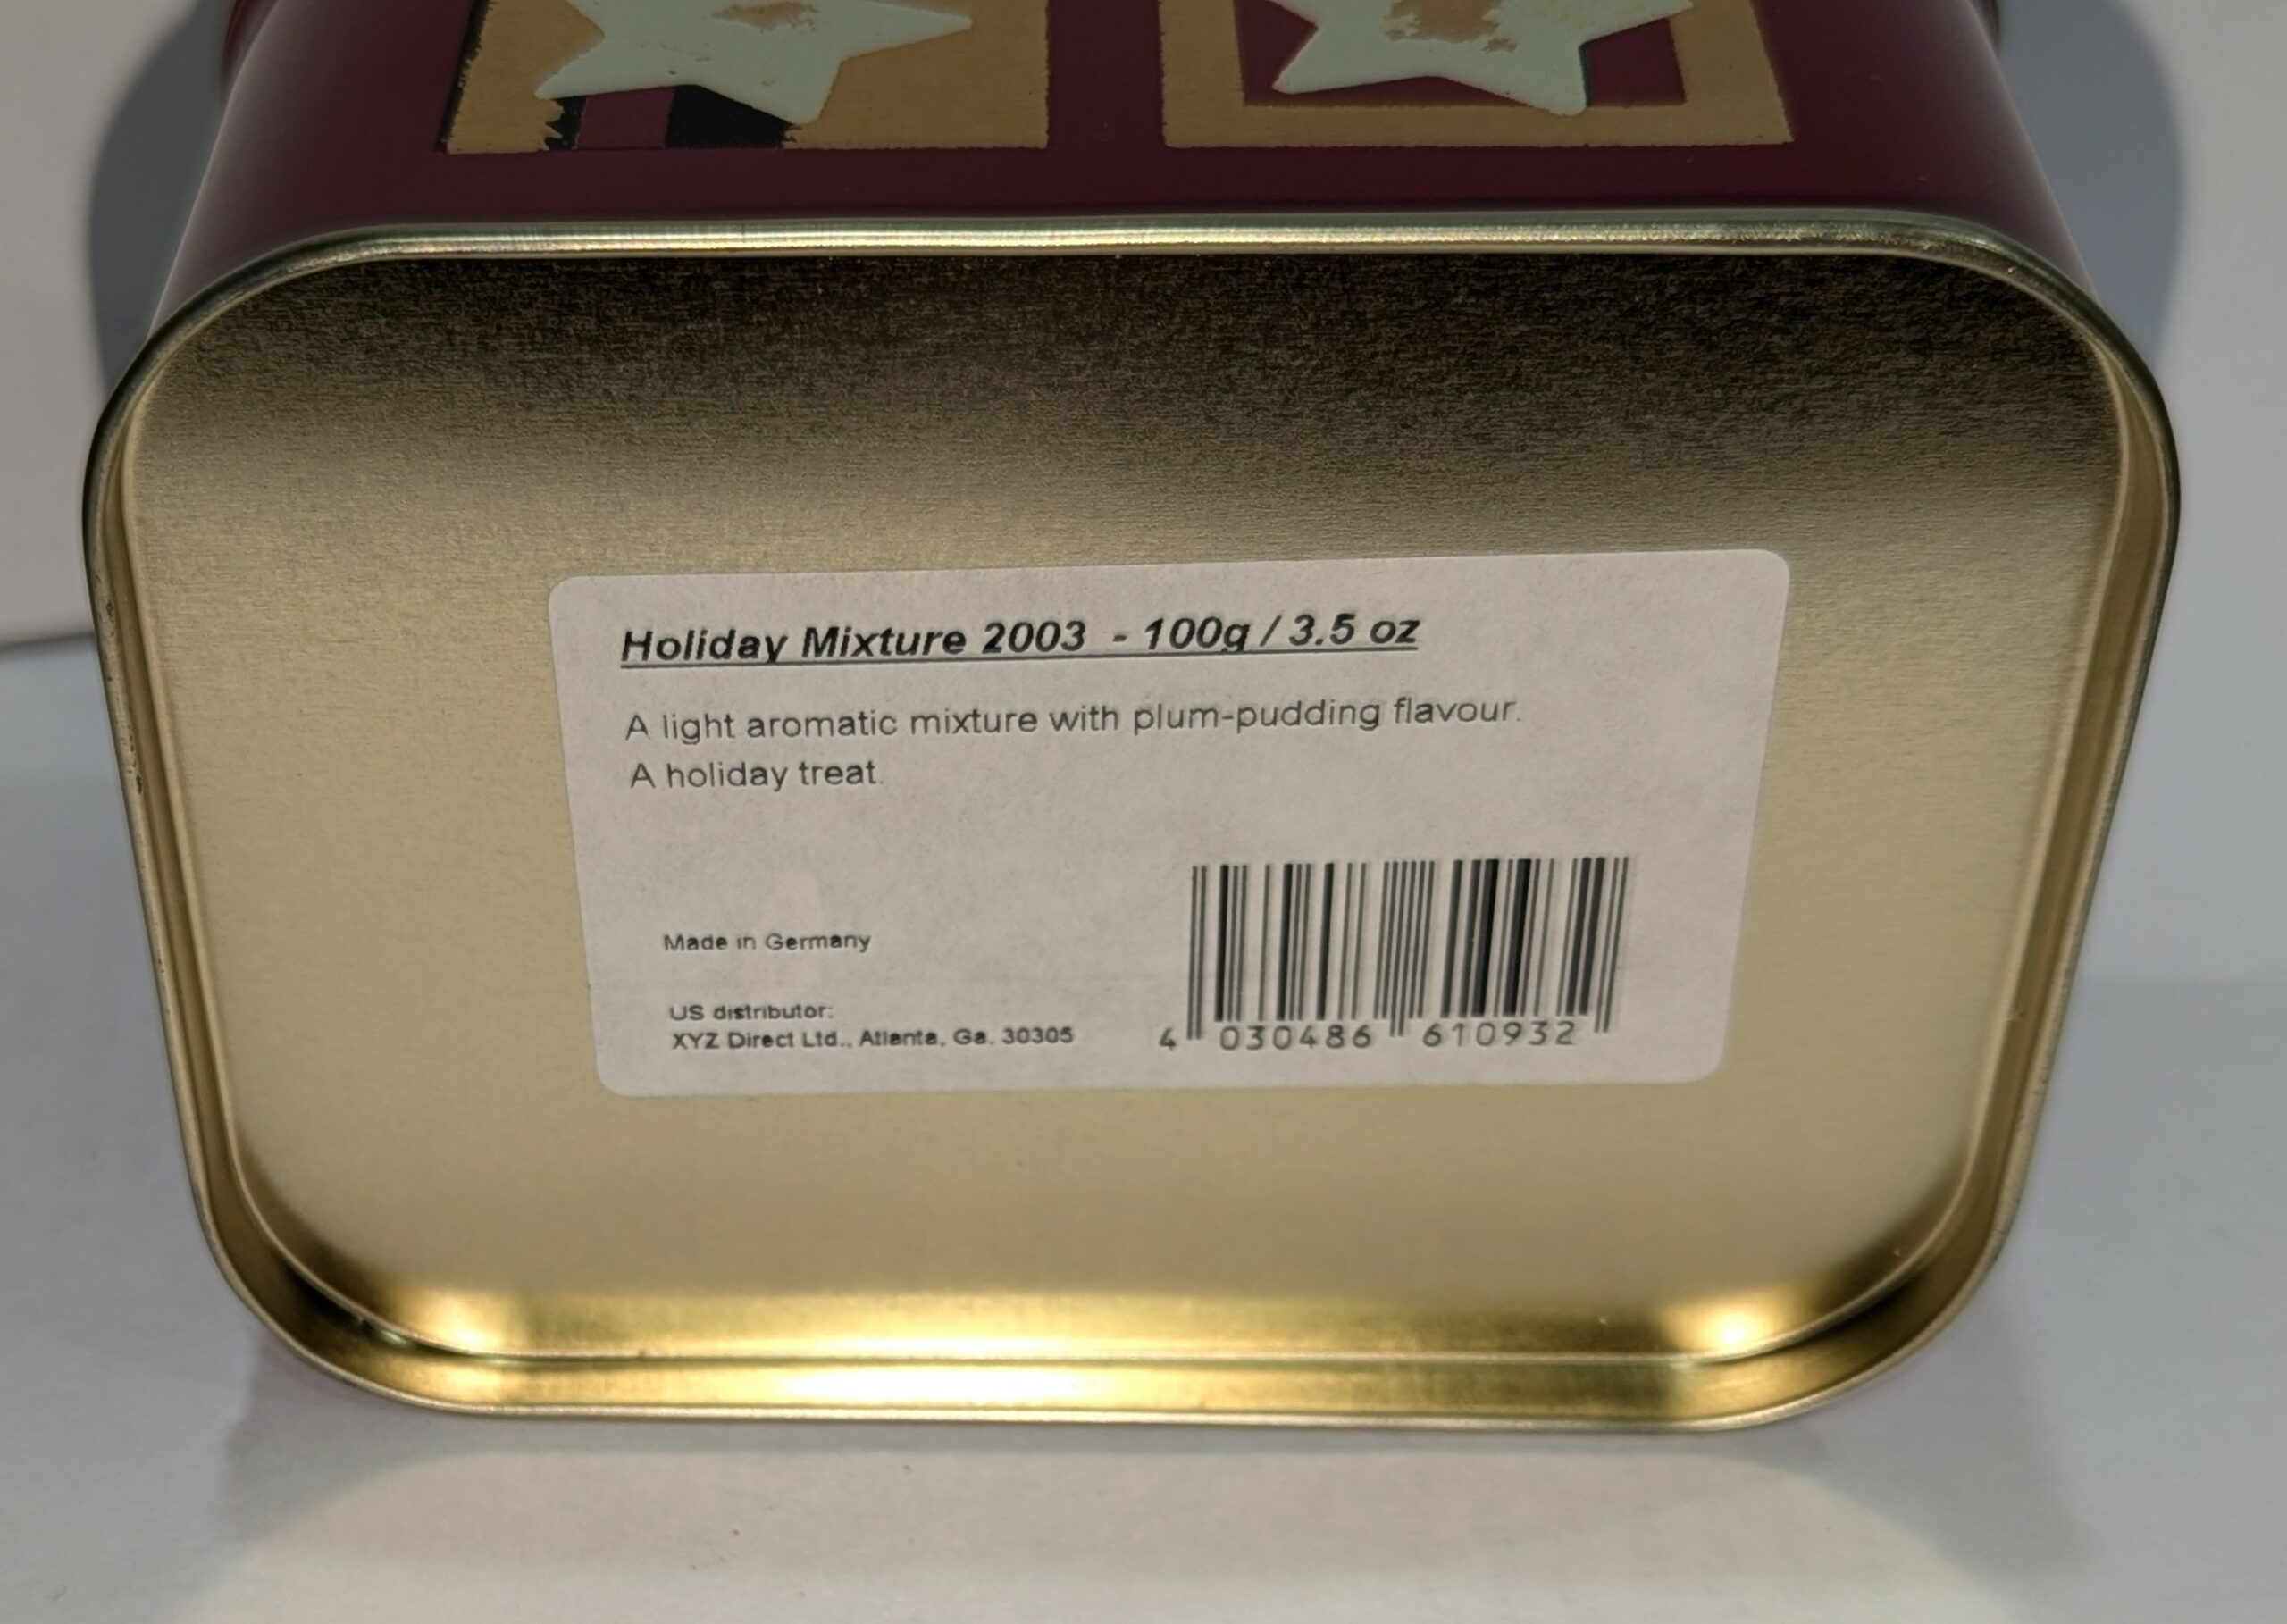 Holiday Mixture 2003 - 100g / 3.5 oz
A light aromatic mixture with plum-pudding flavour.
A holiday treat.
Made in Germany
US distributor:
XYZ Direct Ltd., Atlanta, Ga. 30305
4 030486 610932